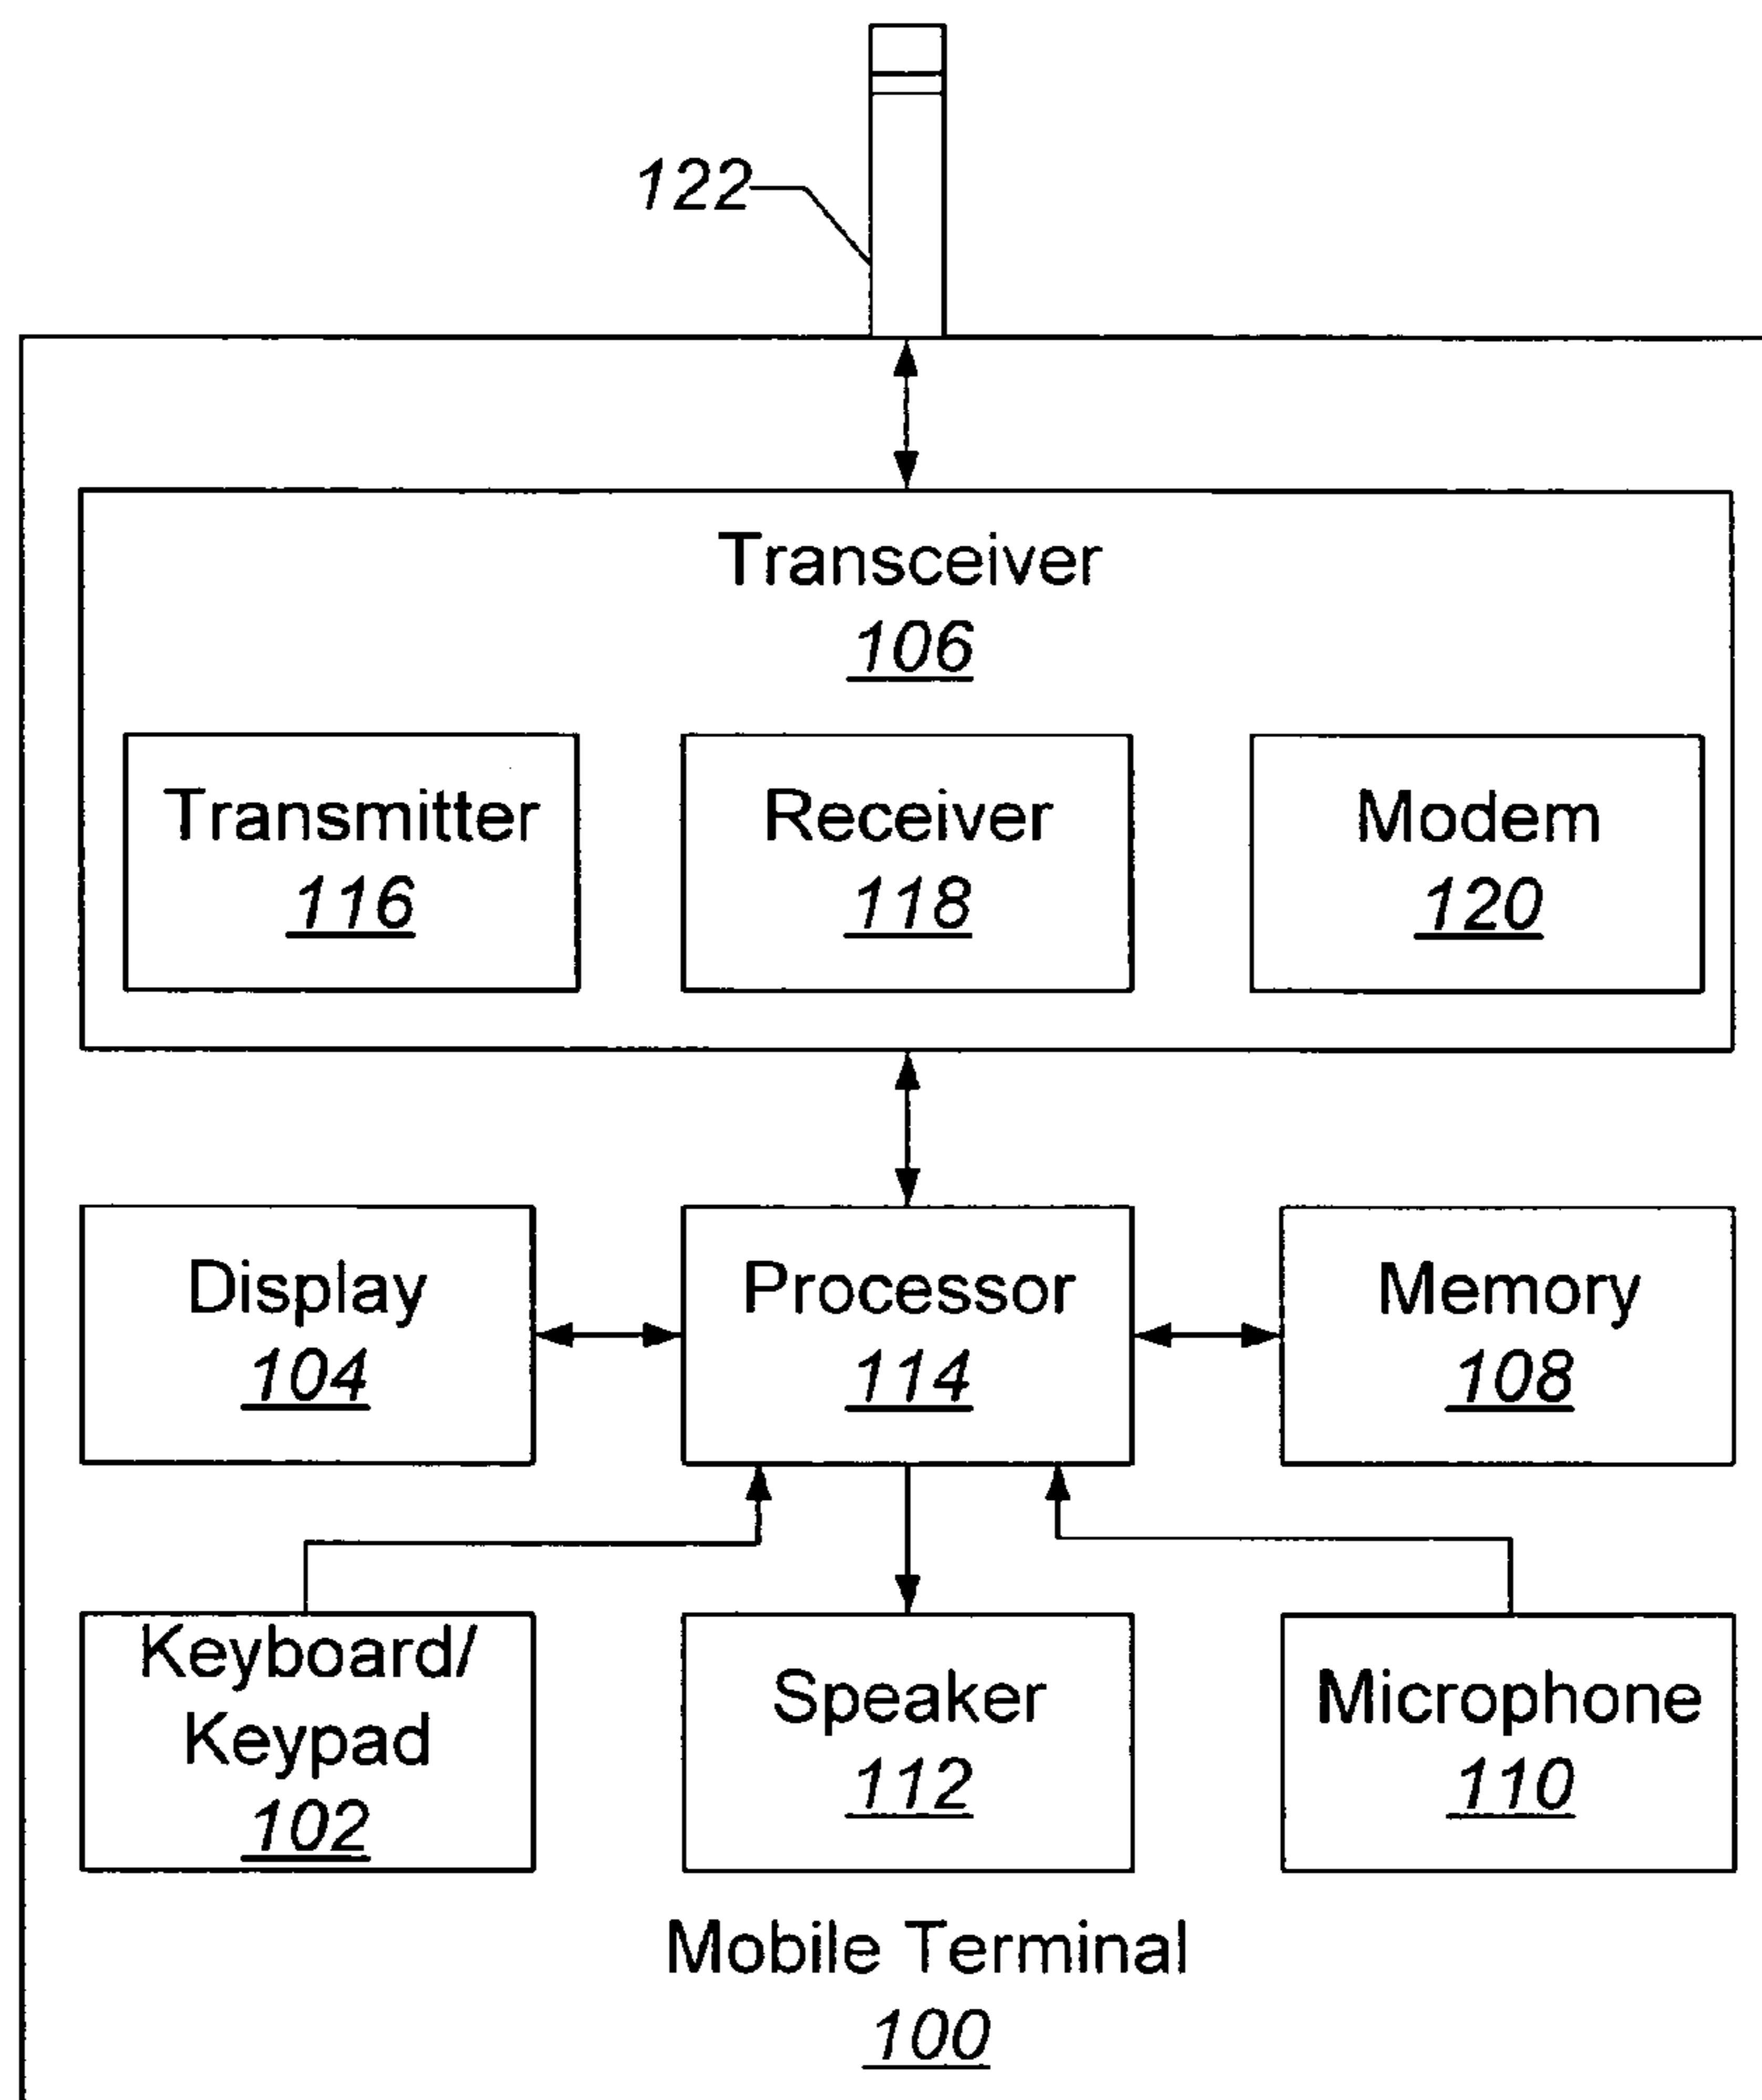 122
Transceiver
106
Transmitter
116
Receiver
118
Modem
120
Display
104
Processor
114
Memory
108
Keyboard/
Keypad
102
Speaker
112
Microphone
110
Mobile Terminal
100